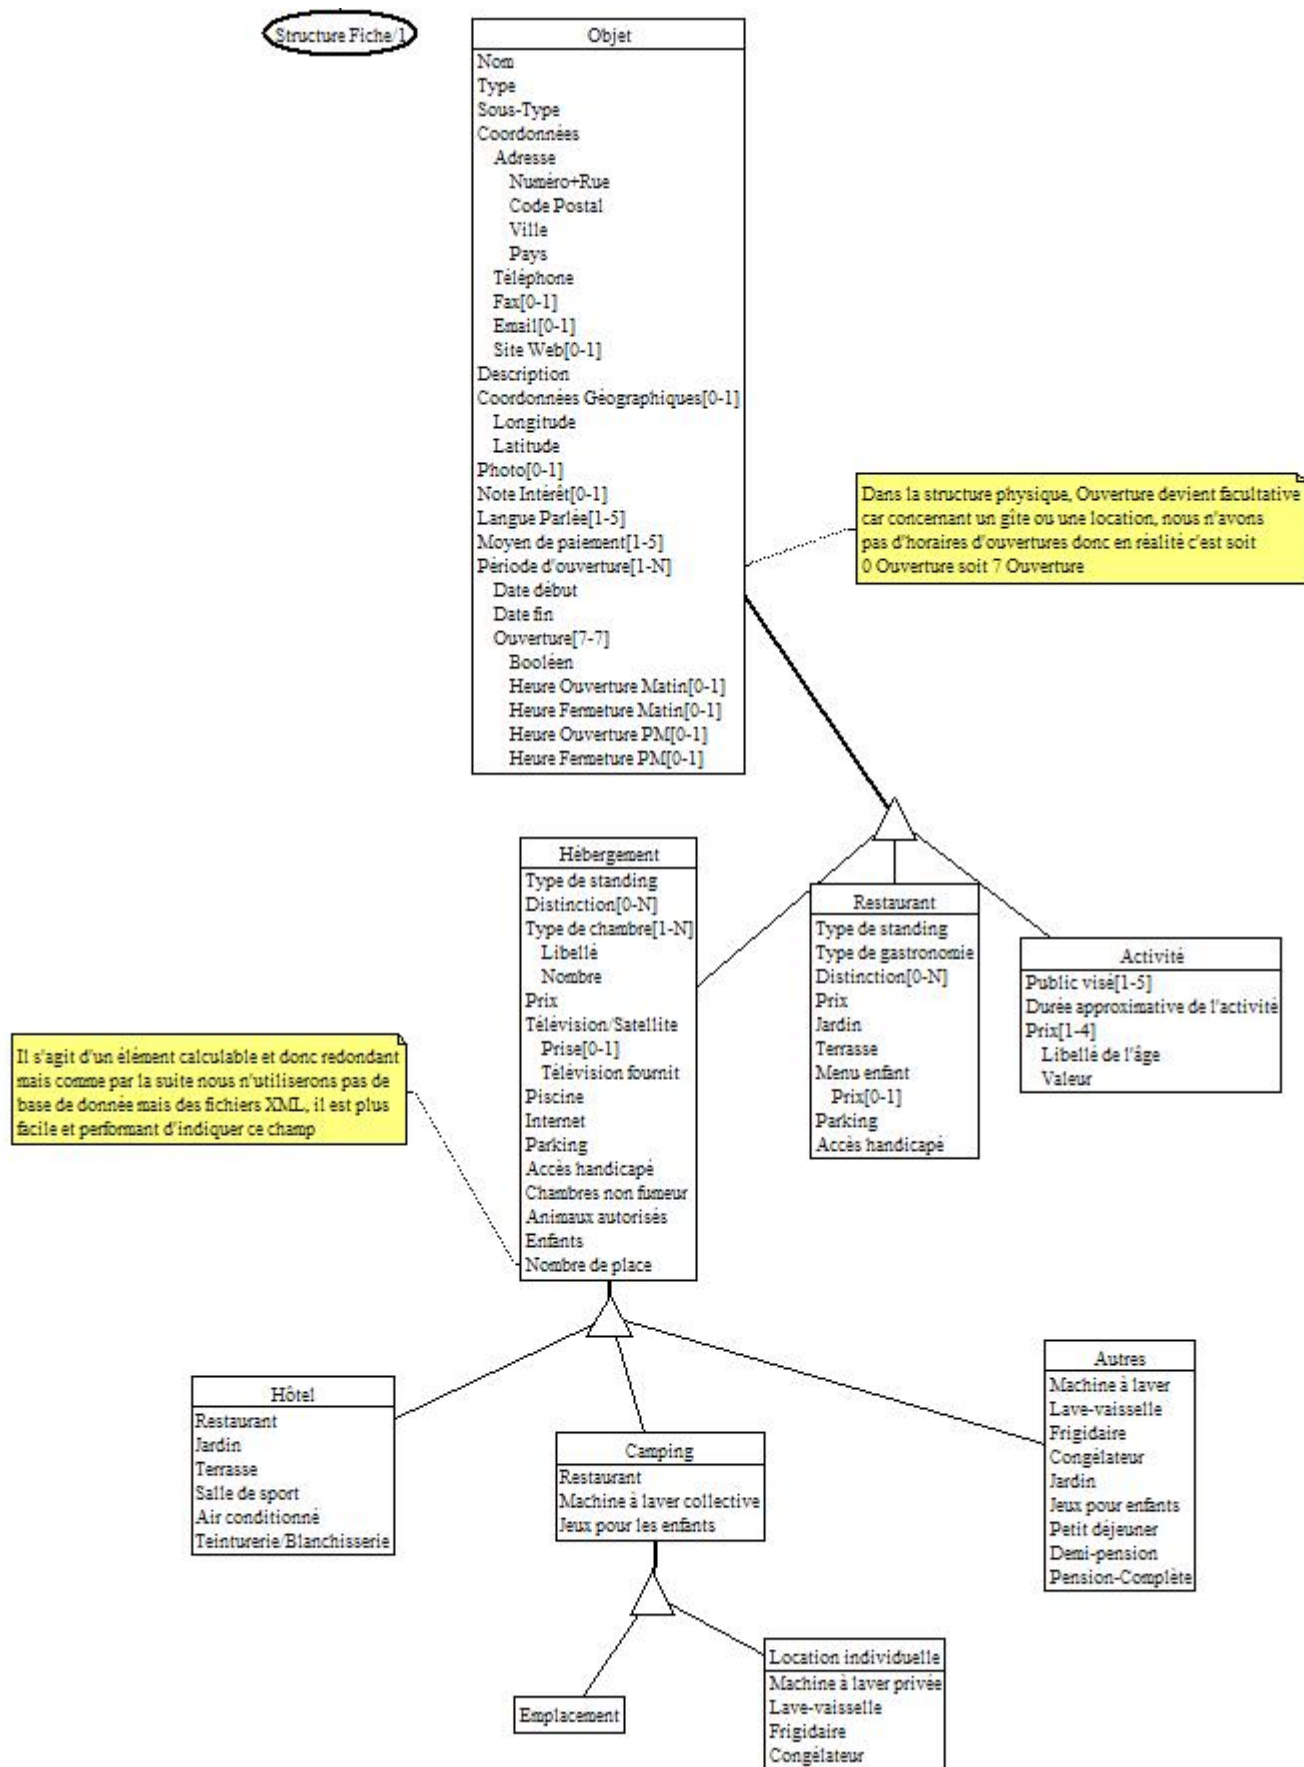 Structure Fiche/1
Objet
Nom
Type
Sous-Type
Coordonnées
Adresse
Numéro+Rue
Code Postal
Ville
Pays
Téléphone
Fax[0-1]
Email[0-1]
Site Web[0-1]
Description
Coordonnées Géographiques[0-1]
Longitude
Latitude
Photo[0-1]
Note Intérêt[0-1]
Langue Parlée[1-5]
Moyen de paiement[1-5]
Période d'ouverture[1-N]
Date début
Date fin
Ouverture[7-7]
Booléen
Heure Ouverture Matin[0-1]
Heure Fermeture Matin[0-1]
Heure Ouverture PM[0-1]
Heure Fermeture PM[0-1]
Dans la structure physique, Ouverture devient facultative
car concernant un gîte ou une location, nous n'avons
pas d'horaires d'ouvertures donc en réalité c'est soit
0 Ouverture soit 7 Ouverture
Hébergement
Type de standing
Distinction[0-N]
Type de chambre[1-N]
Libellé
Nombre
Prix
Télévision/Satellite
Prise[0-1]
Télévision fournit
Piscine
Internet
Parking
Accès handicapé
Chambres non fumeur
Animaux autorisés
Enfants
Nombre de place
Restaurant
Type de standing
Type de gastronomie
Distinction[0-N]
Prix
Jardin
Terrasse
Menu enfant
Prix[0-1]
Parking
Accès handicapé
Activité
Public visé[1-5]
Durée approximative de l'activité
Prix[1-4]
Libellé de l'âge
Valeur
Il s'agit d'un élément calculable et donc redondant
mais comme par la suite nous n'utiliserons pas de
base de donnée mais des fichiers XML, il est plus
facile et performant d'indiquer ce champ
Hôtel
Restaurant
Jardin
Terrasse
Salle de sport
Air conditionné
Teinturerie/Blanchisserie
Camping
Restaurant
Machine à laver collective
Jeux pour les enfants
Autres
Machine à laver
Lave-vaisselle
Frigidaire
Congélateur
Jardin
Jeux pour enfants
Petit déjeuner
Demi-pension
Pension-Complète
Emplacement
Location individuelle
Machine à laver privée
Lave-vaisselle
Frigidaire
Congélateur